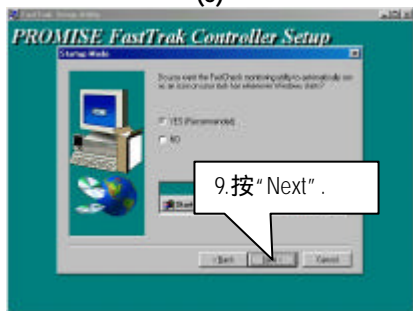 PROMISE FastTrak Controller Setup
Startup Mode
Do you want the FastCheck monitoring utility to automatically run
as an icon on your task bar whenever Windows starts?
YES (Recommended)
NO
9.按“Next”.
Start
< Back
Cancel